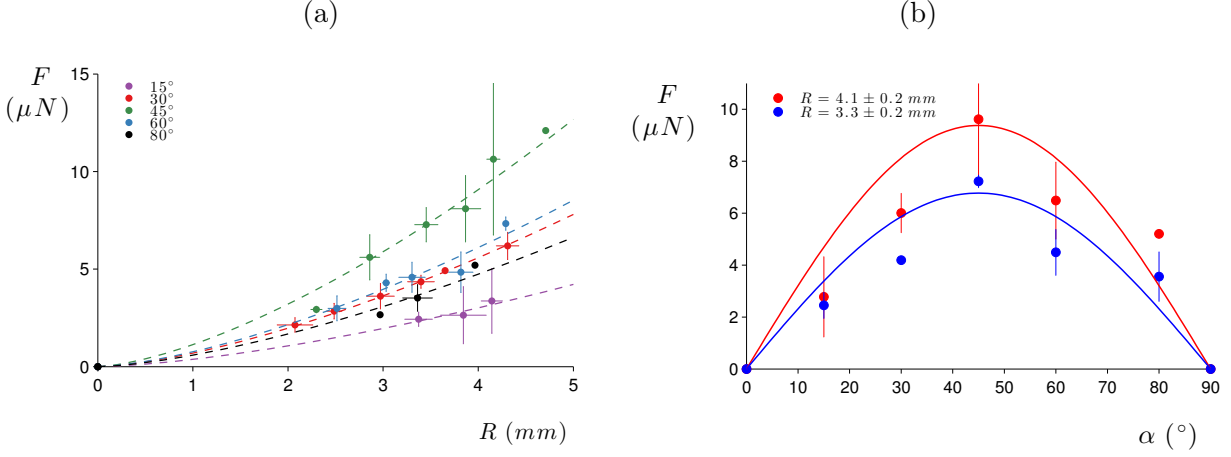 (a)
F
(μN)
15°
30°
45°
60°
80°
15
10
5
0
0 1 2 3 4 5
R (mm)
(b)
F
(μN)
R = 4.1 ± 0.2 mm
R = 3.3 ± 0.2 mm
10
8
6
4
2
0
0 10 20 30 40 50 60 70 80 90
α (°)